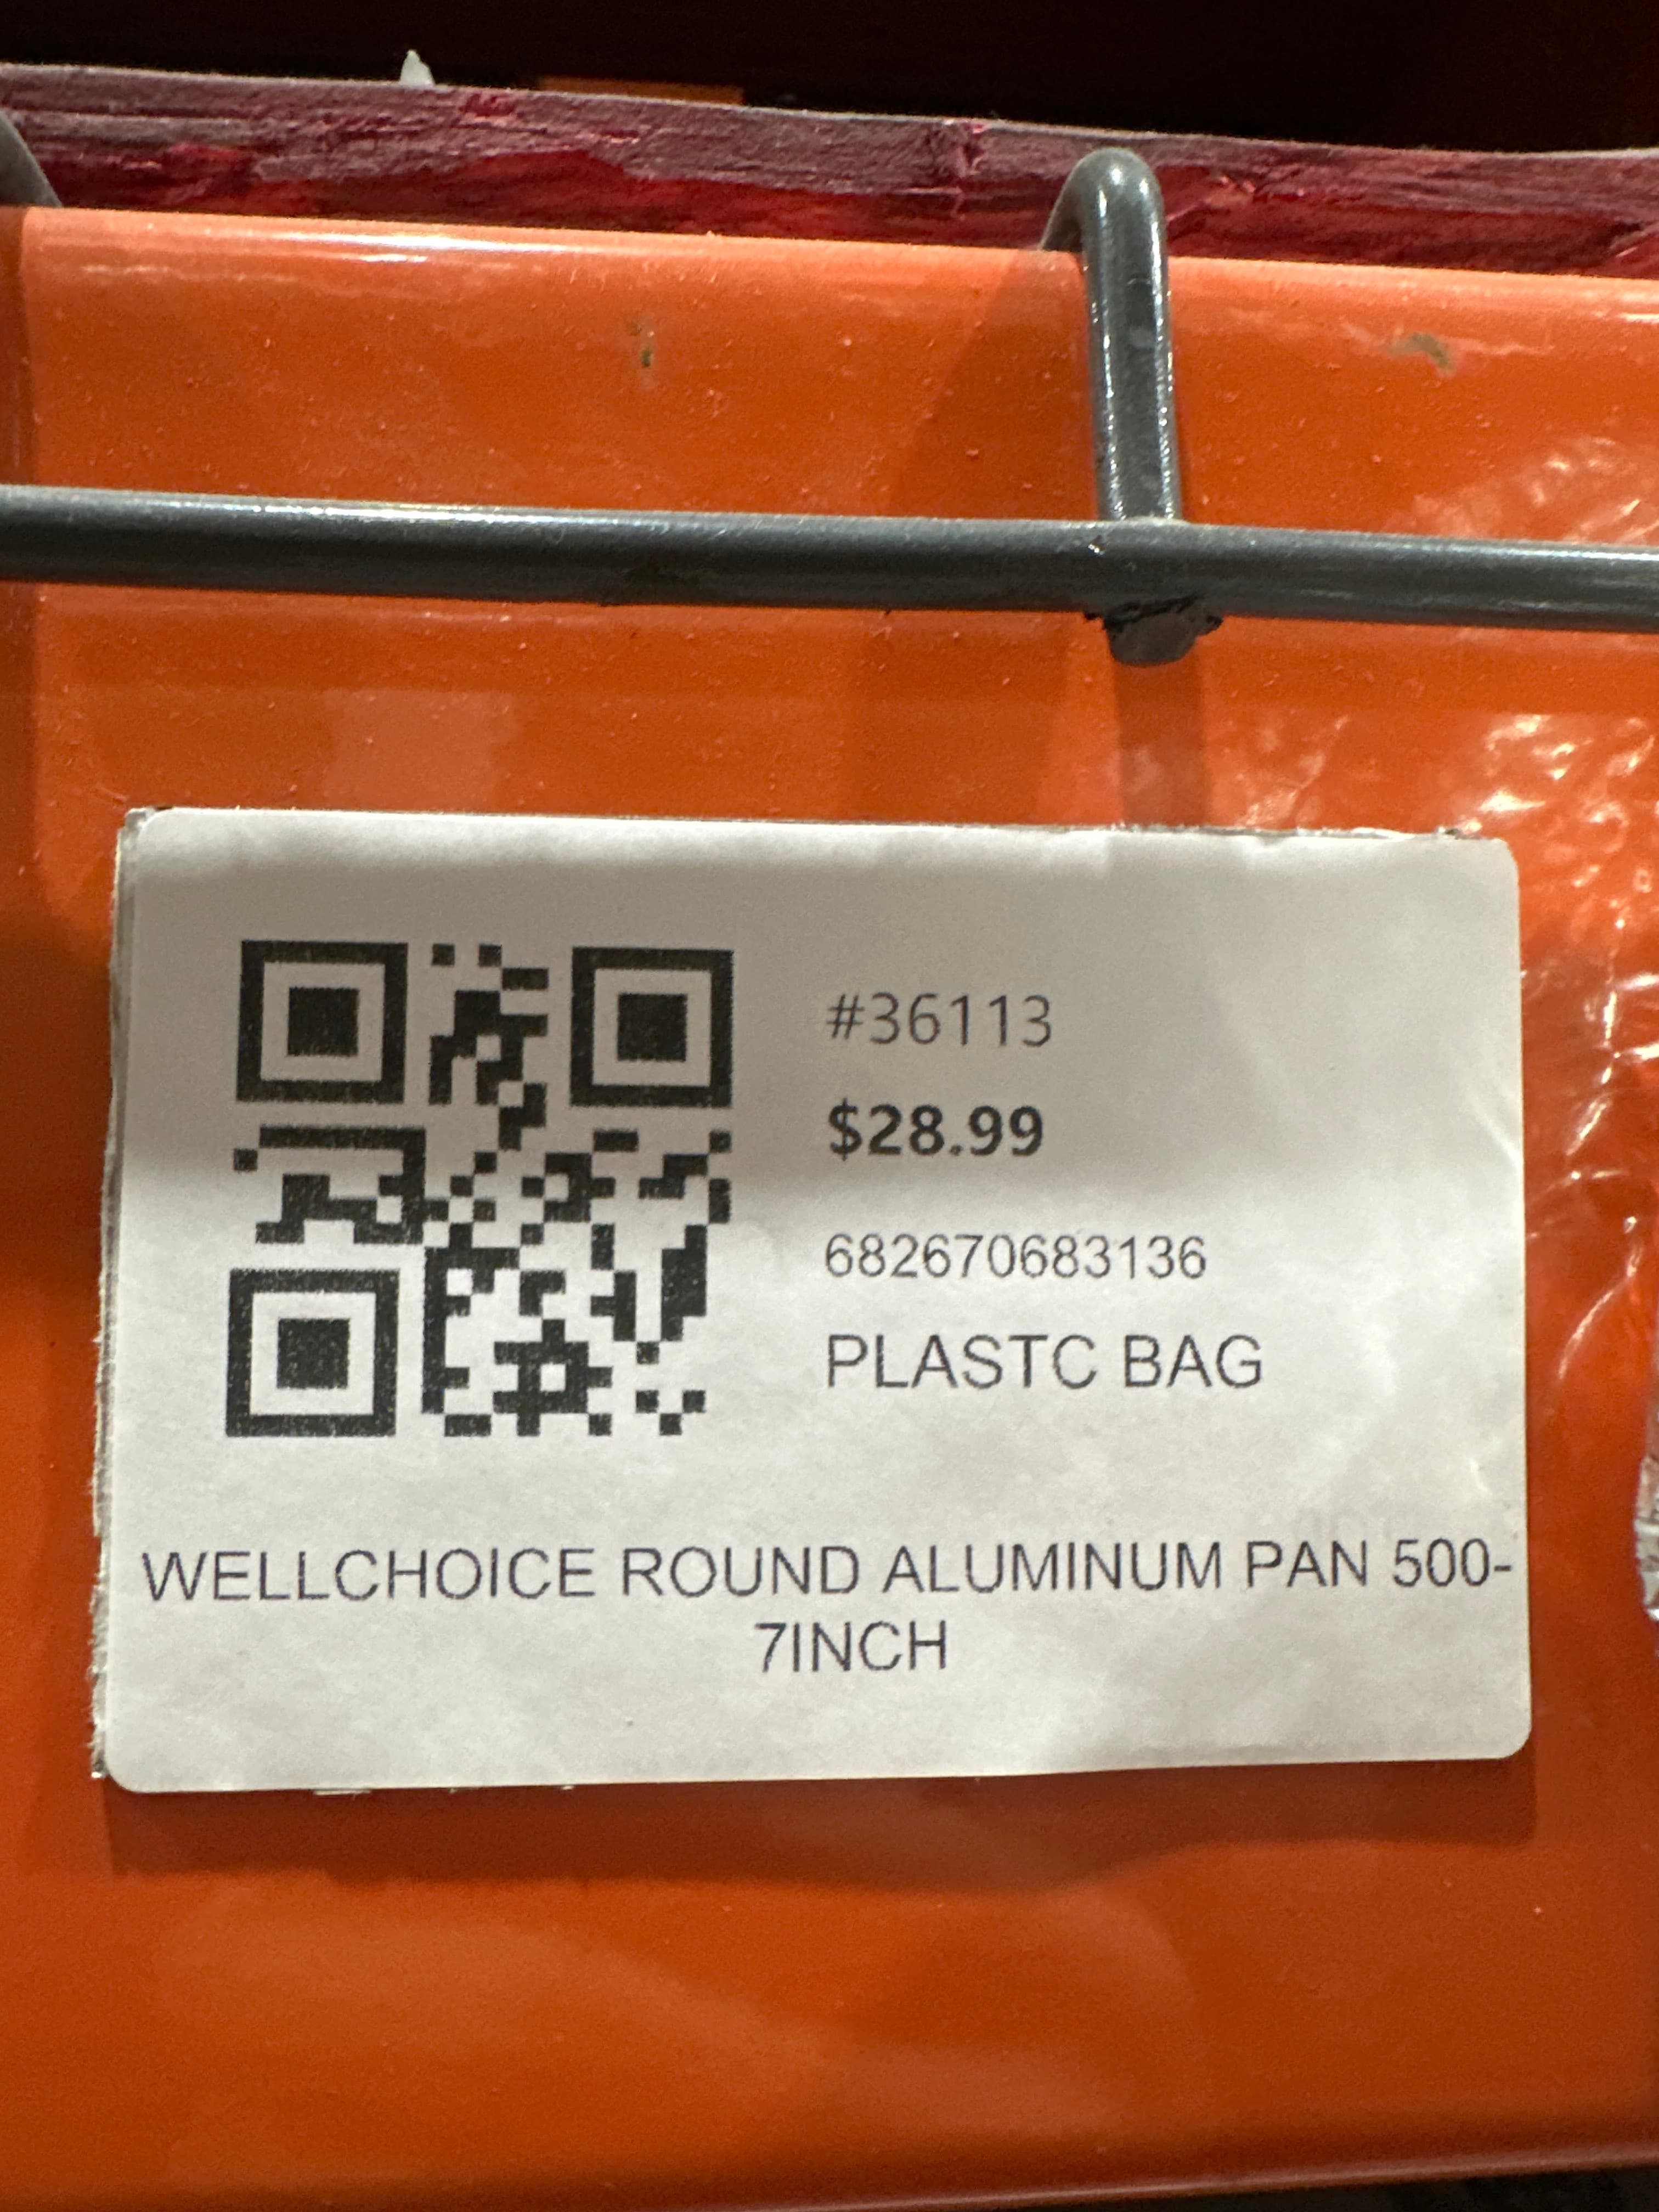 #36113
$28.99
682670683136
PLASTC BAG
WELLCHOICE ROUND ALUMINUM PAN 500-
7INCH